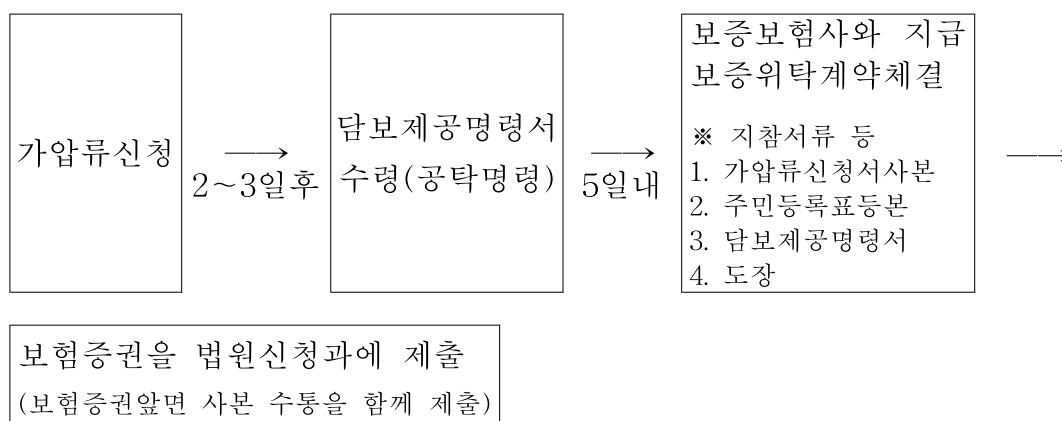 가압류신청
2~3일후
담보제공명령서
수령(공탁명령)
5일내
보증보험사와 지급
보증위탁계약체결
※ 지참서류 등
1. 가압류신청서사본
2. 주민등록표등본
3. 담보제공명령서
4. 도장
보험증권을 법원신청과에 제출
(보험증권앞면 사본 수통을 함께 제출)